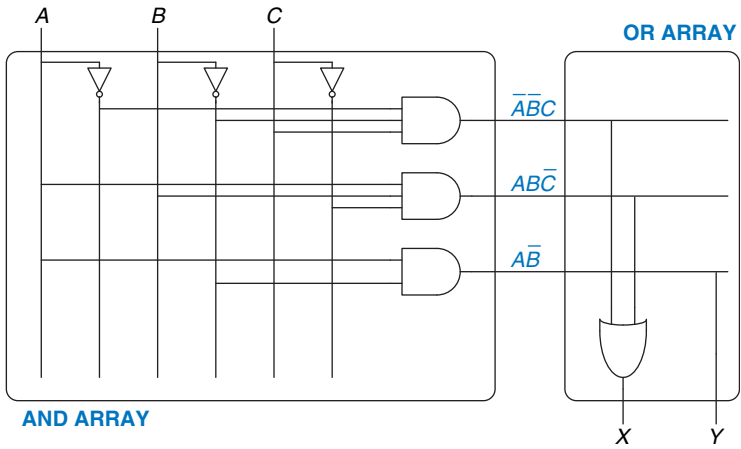 A B C
OR ARRAY
A̅B̅C
ABC̅
AB̅
AND ARRAY
X Y